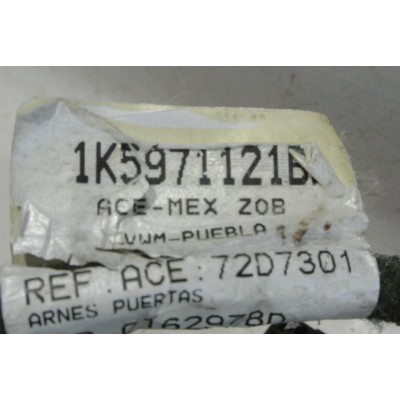 1K5971121B
ACE-MEX ZOB
VWM-PUEBLA
REF. ACE: 72D7301
ARNES PUERTAS